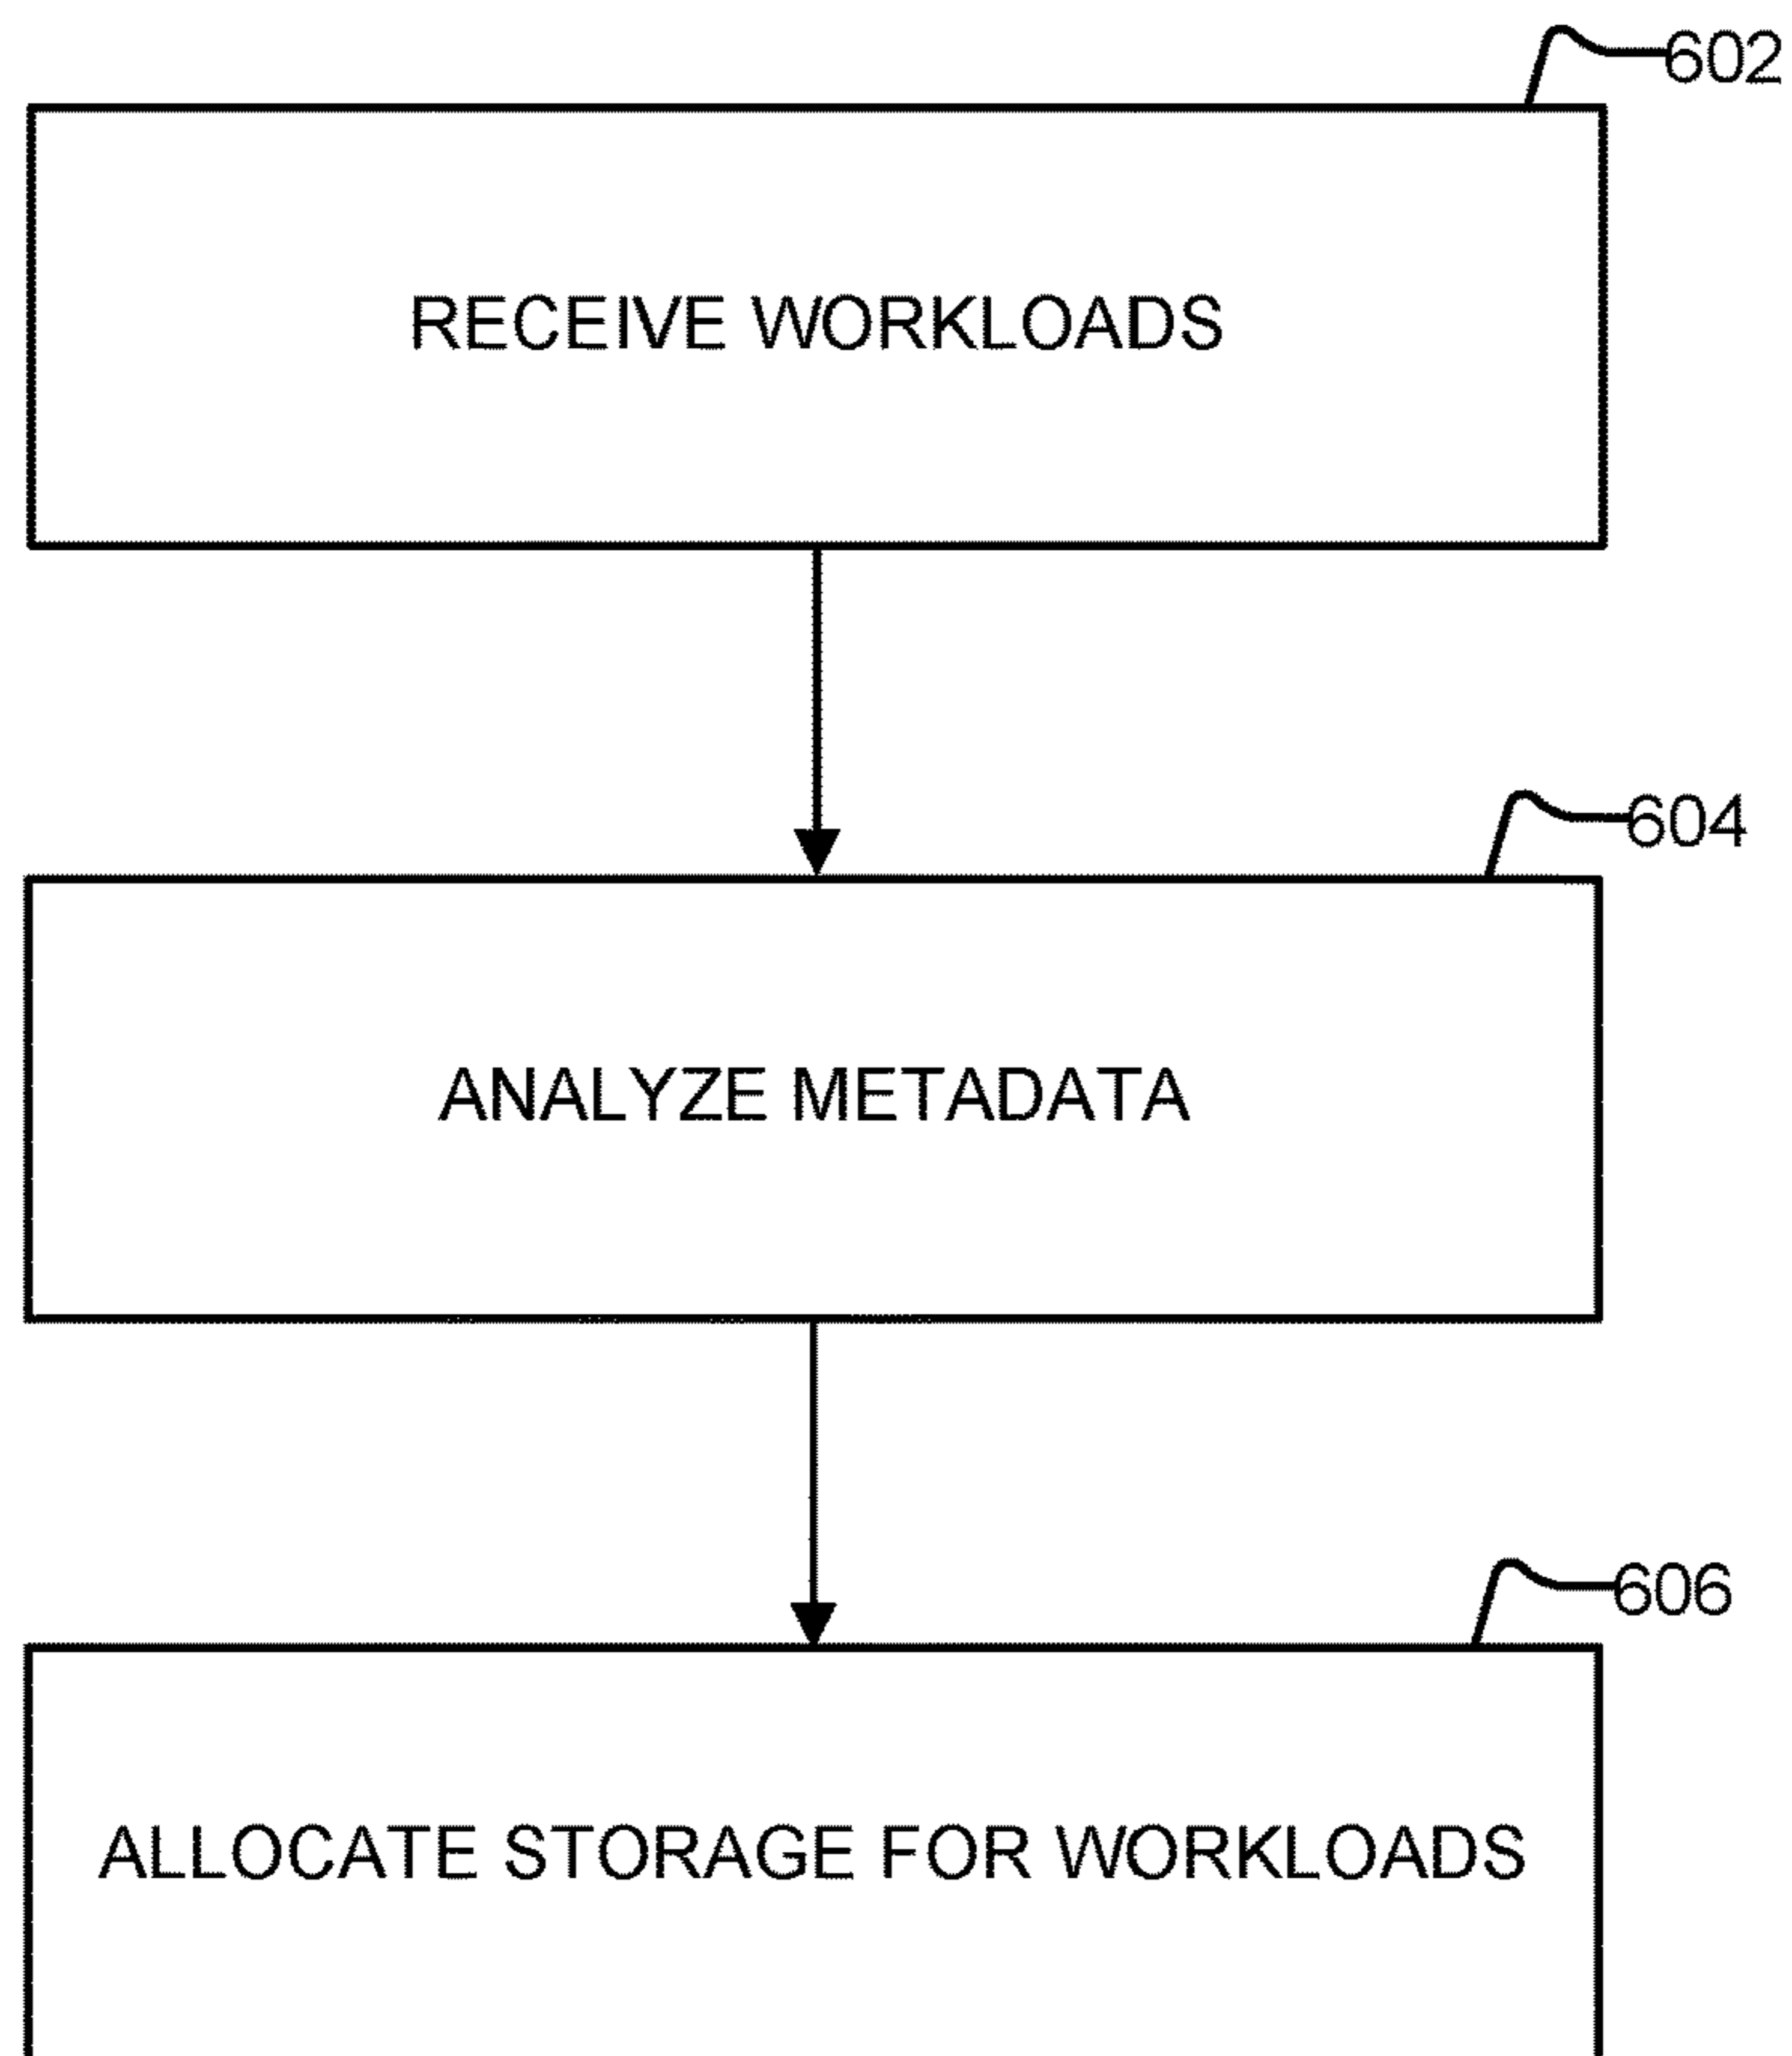 602
RECEIVE WORKLOADS
604
ANALYZE METADATA
606
ALLOCATE STORAGE FOR WORKLOADS